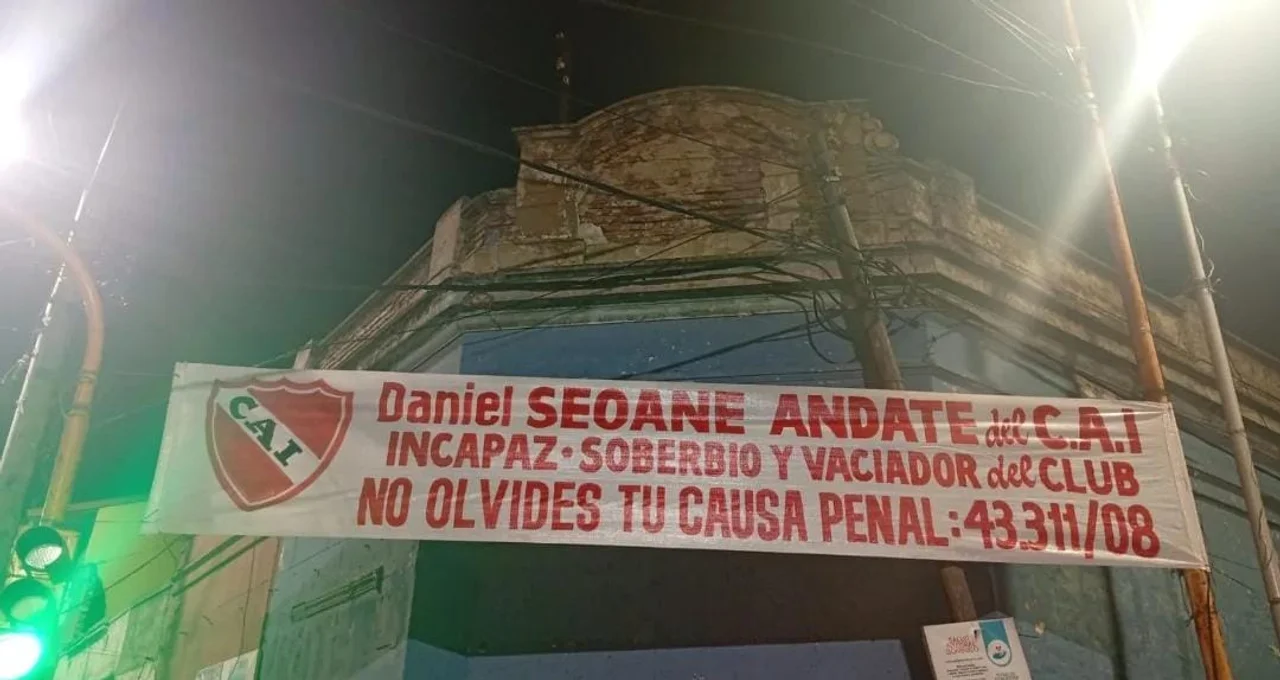 CAI
Daniel SEOANE ANDATE del C.A.I
INCAPAZ·SOBERBIO Y VACIADOR del CLUB
NO OLVIDES TU CAUSA PENAL: 43.311/08